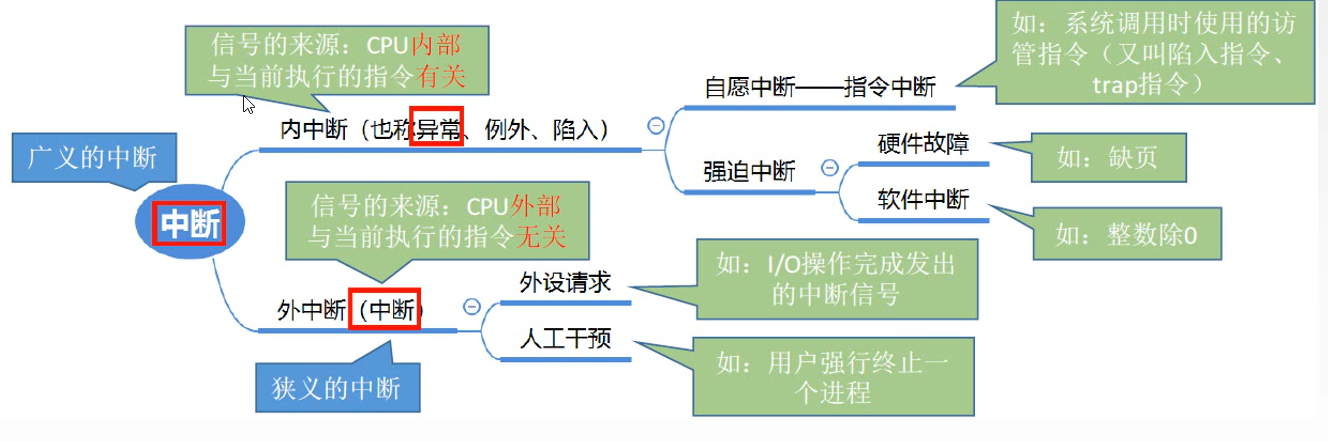 信号的来源：CPU内部
与当前执行的指令有关
如：系统调用时使用的访
管指令（又叫陷入指令、
trap指令）
自愿中断——指令中断
内中断（也称异常、例外、陷入）
硬件故障
如：缺页
广义的中断
强迫中断
软件中断
如：整数除0
中断
信号的来源：CPU外部
与当前执行的指令无关
如：I/O操作完成发出
的中断信号
外设请求
外中断（中断）
人工干预
如：用户强行终止一
个进程
狭义的中断